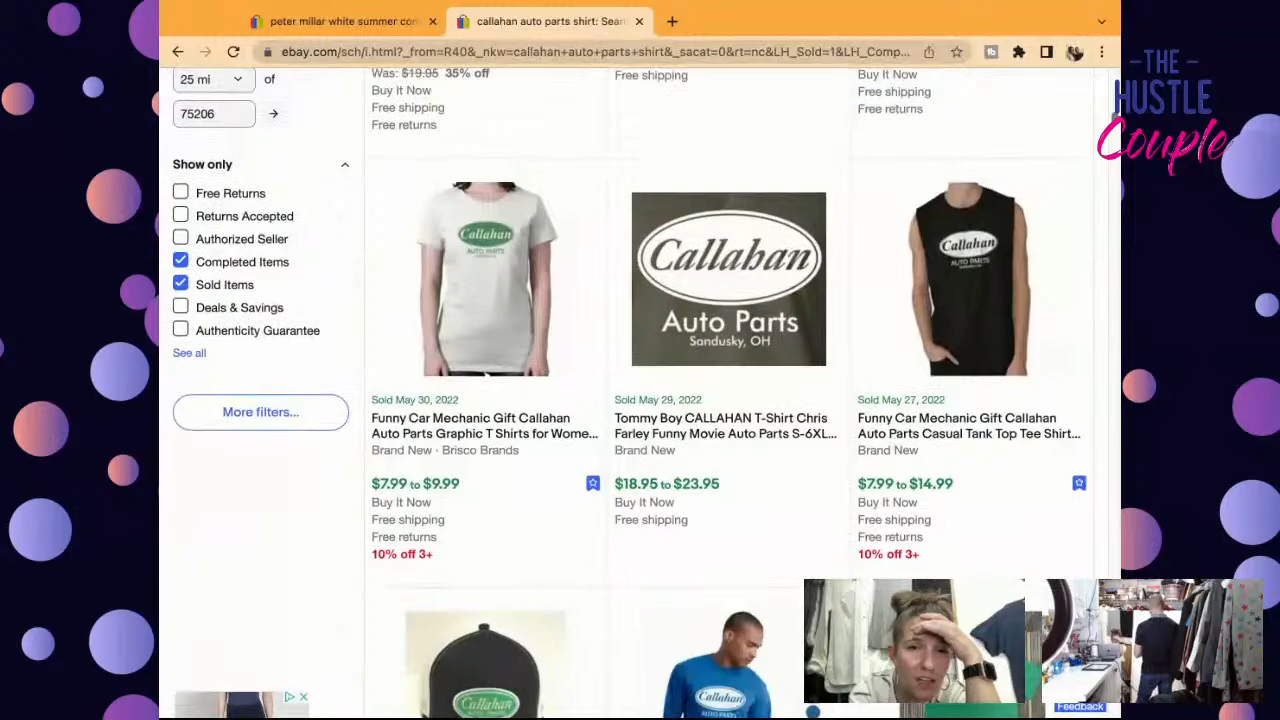 peter millar white summer con
callahan auto parts shirt: Sear
ebay.com/sch/i.html?_from=R40&_nkw=callahan+auto+parts+shirt&_sacat=0&rt=nc&LH_Sold=1&LH_Comp...
-THE-
HUSTLE
Couple
25 mi
of
75206
Show only
Free Returns
Returns Accepted
Authorized Seller
Completed Items
Sold Items
Deals & Savings
Authenticity Guarantee
See all
More filters...
Was: $19.95 35% off
Buy It Now
Free shipping
Free returns
Free shipping
Buy It Now
Free shipping
Free returns
Callahan
AUTO PARTS
Sold May 30, 2022
Funny Car Mechanic Gift Callahan
Auto Parts Graphic T Shirts for Wome...
Brand New · Brisco Brands
$7.99 to $9.99
Buy It Now
Free shipping
Free returns
10% off 3+
Callahan
Auto Parts
Sandusky, OH
Sold May 29, 2022
Tommy Boy CALLAHAN T-Shirt Chris
Farley Funny Movie Auto Parts S-6XL...
Brand New
$18.95 to $23.95
Buy It Now
Free shipping
Callahan
AUTO PARTS
Sold May 27, 2022
Funny Car Mechanic Gift Callahan
Auto Parts Casual Tank Top Tee Shirt...
Brand New
$7.99 to $14.99
Buy It Now
Free shipping
Free returns
10% off 3+
Callahan
Callahan
Feedback